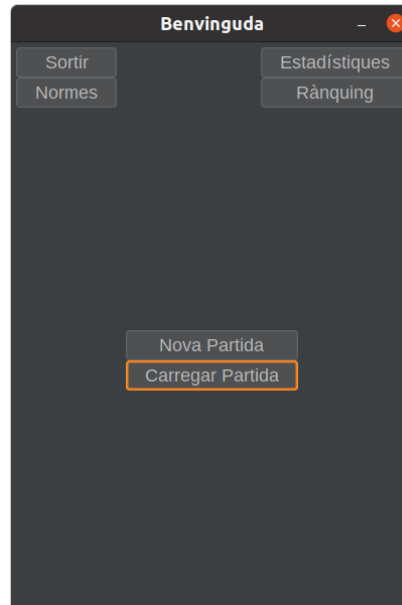 Benvinguda
Sortir
Estadístiques
Normes
Rànquing
Nova Partida
Carregar Partida